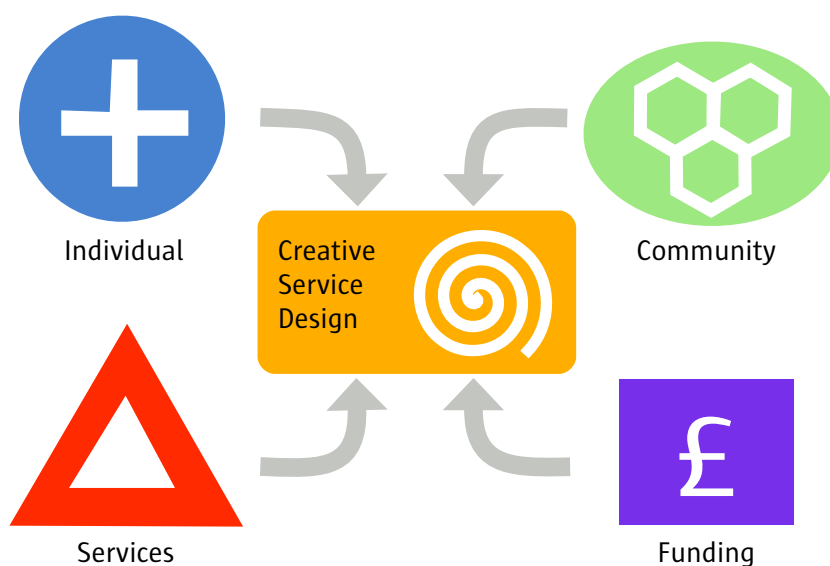 Individual
Community
Creative
Service
Design
£
Services
Funding